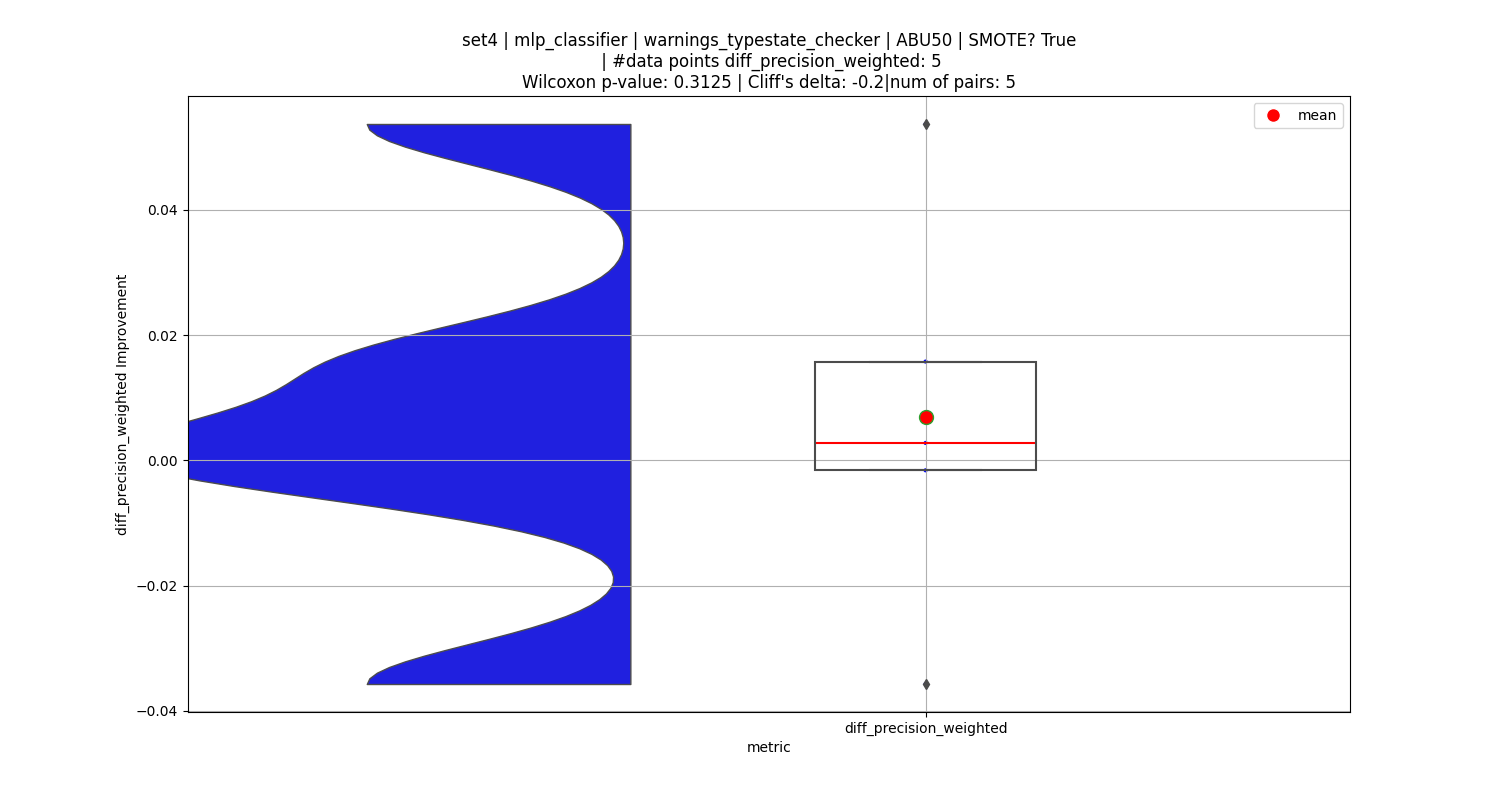 set4 | mlp_classifier | warnings_typestate_checker | ABU50 | SMOTE? True
| #data points diff_precision_weighted: 5
Wilcoxon p-value: 0.3125 | Cliff's delta: -0.2|num of pairs: 5
mean
0.04
0.02
0.00
−0.02
−0.04
diff_precision_weighted Improvement
diff_precision_weighted
metric